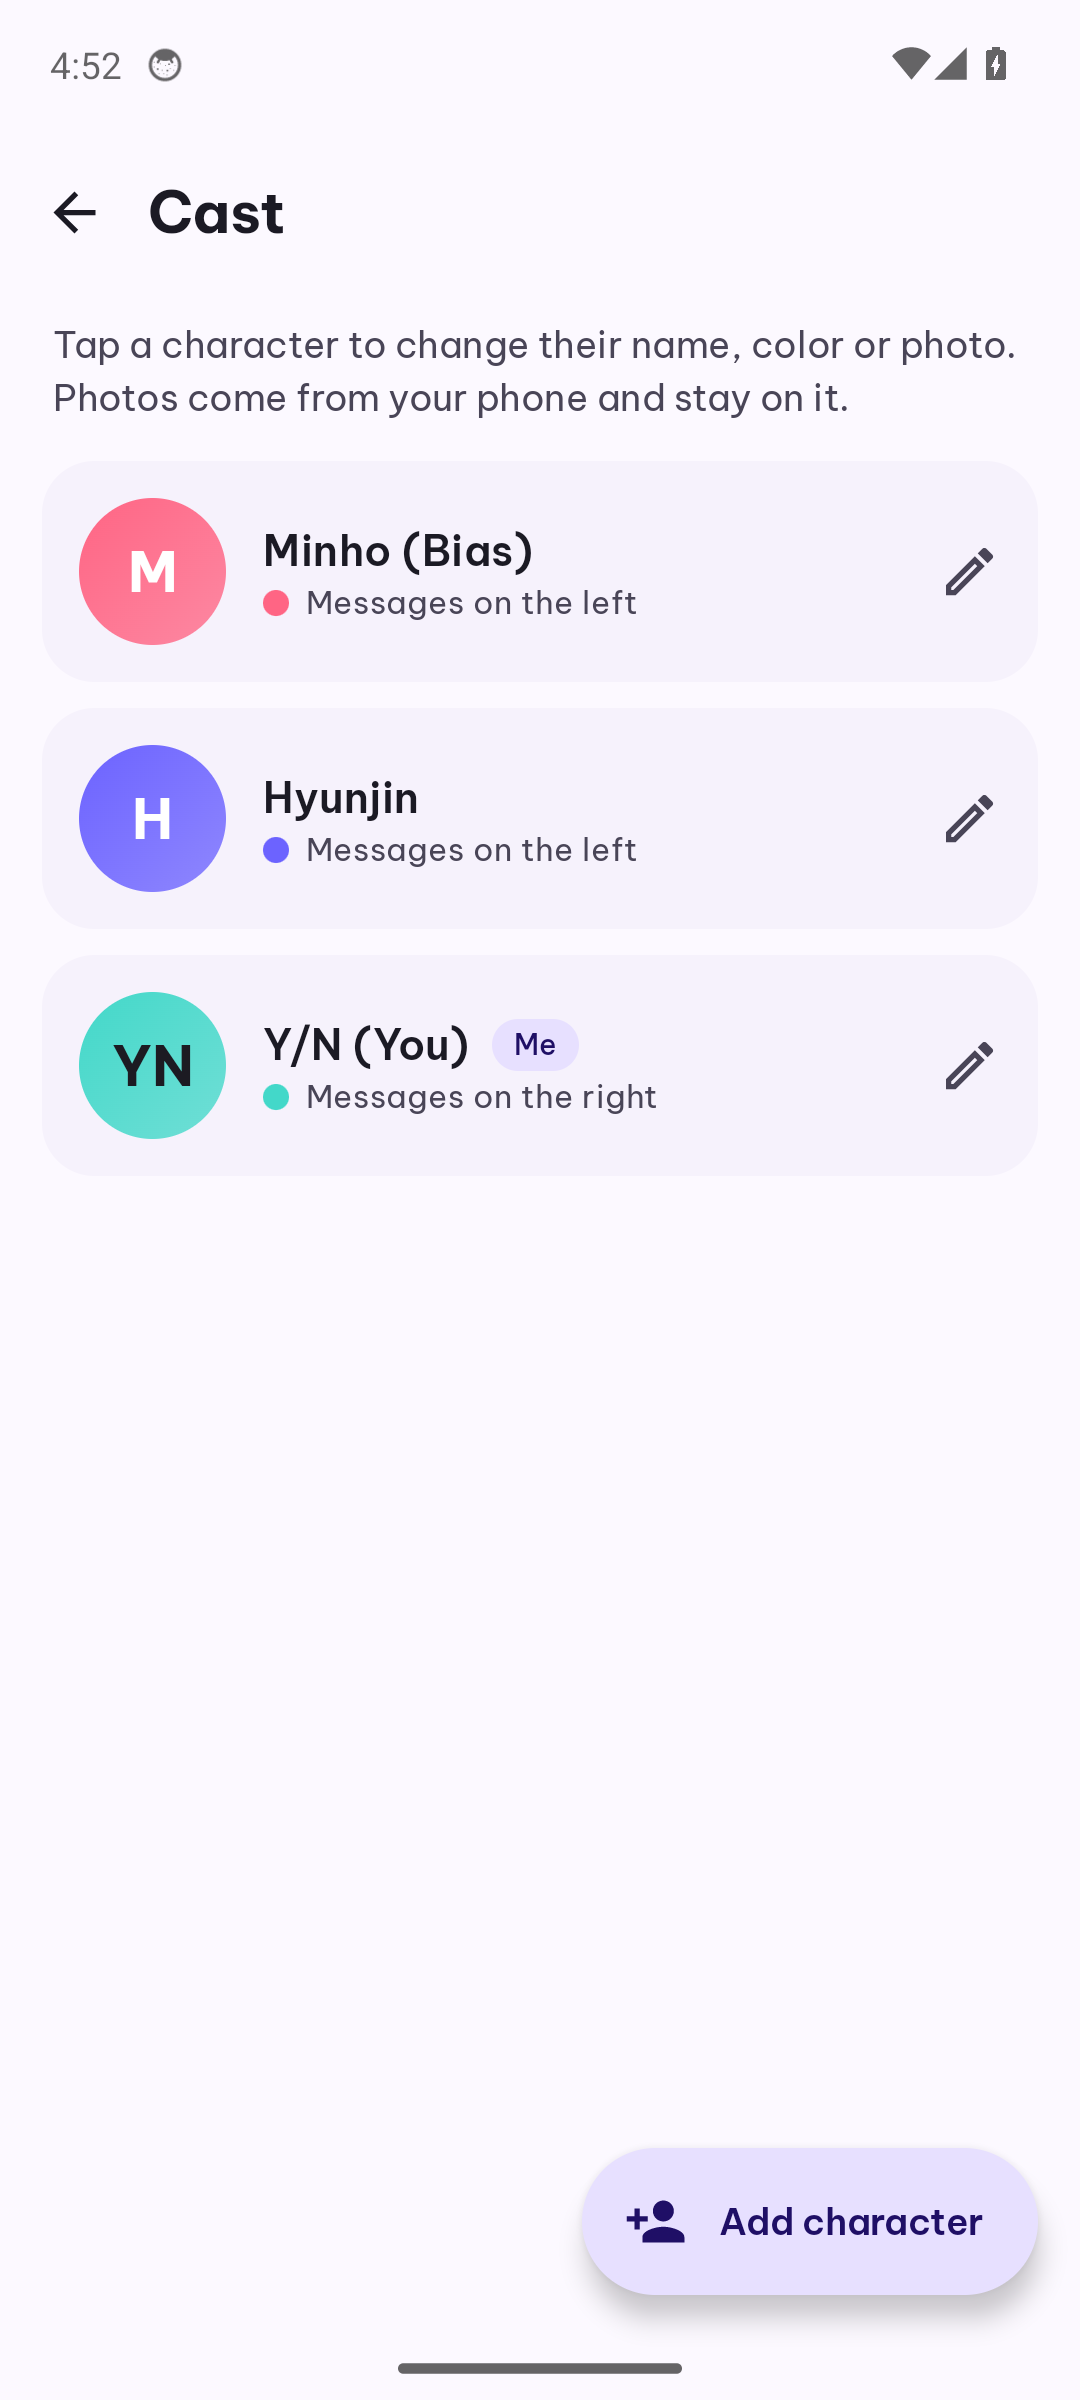 4:52
Cast
Tap a character to change their name, color or photo.
Photos come from your phone and stay on it.
M
Minho (Bias)
Messages on the left
H
Hyunjin
Messages on the left
YN
Y/N (You)
Me
Messages on the right
Add character